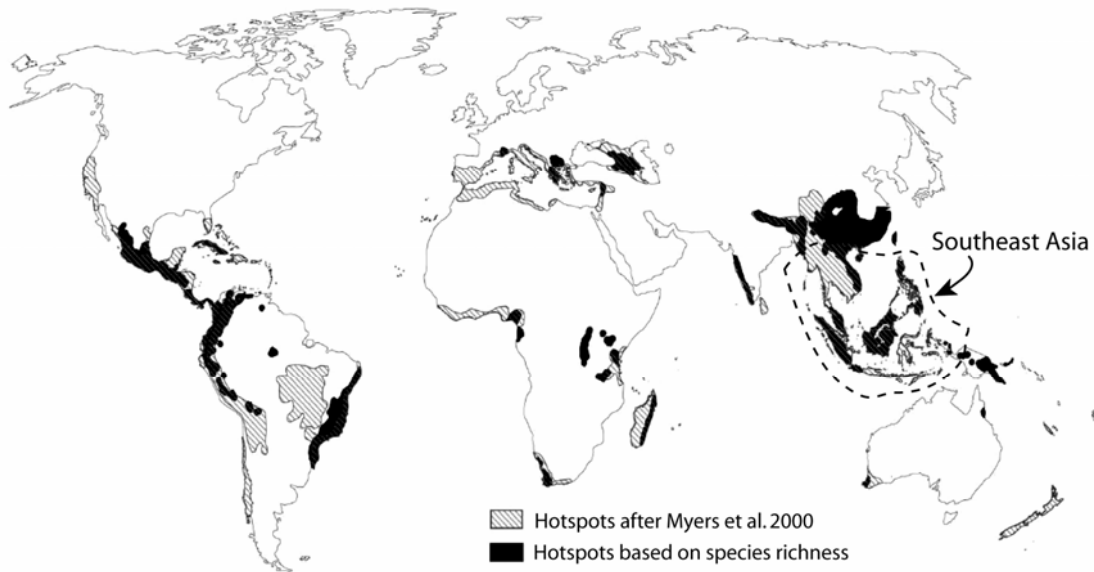 Southeast Asia
Hotspots after Myers et al. 2000
Hotspots based on species richness